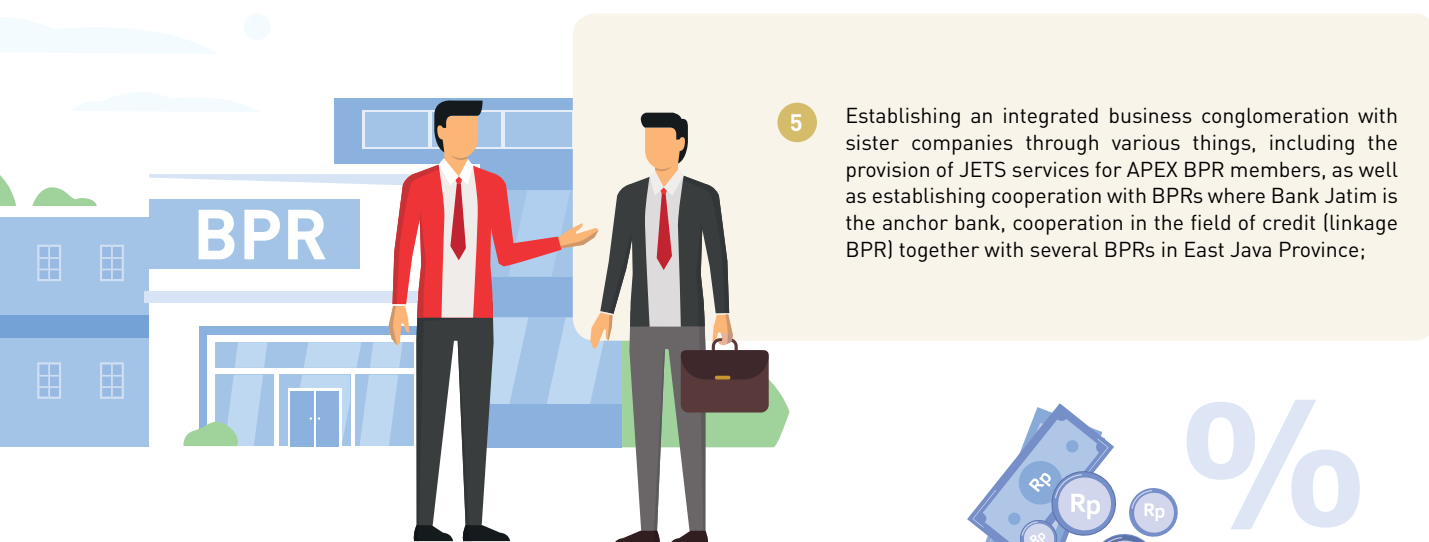 BPR
5
Establishing an integrated business conglomeration with
sister companies through various things, including the
provision of JETS services for APEX BPR members, as well
as establishing cooperation with BPRs where Bank Jatim is
the anchor bank, cooperation in the field of credit (linkage
BPR) together with several BPRs in East Java Province;
%
Rp
Rp
Rp
Rp